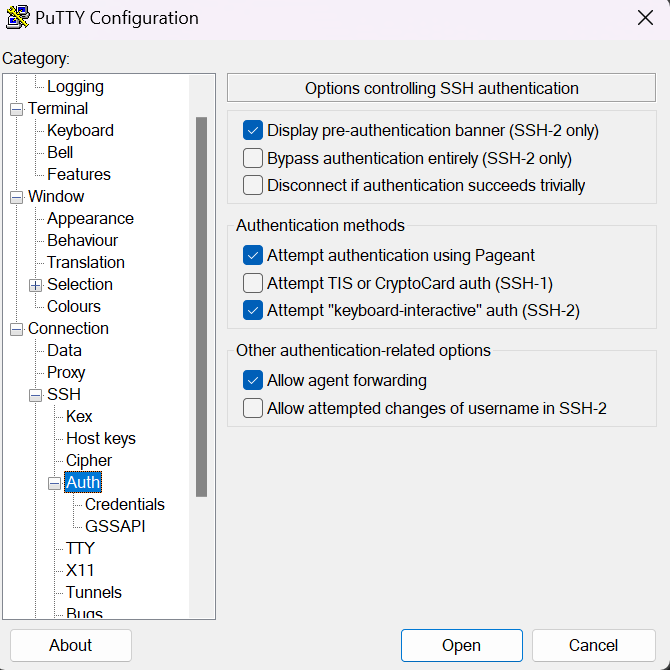 PuTTY Configuration
Category:
Logging
Terminal
Keyboard
Bell
Features
Window
Appearance
Behaviour
Translation
Selection
Colours
Connection
Data
Proxy
SSH
Kex
Host keys
Cipher
Auth
Credentials
GSSAPI
TTY
X11
Tunnels
Bugs
Options controlling SSH authentication
Display pre-authentication banner (SSH-2 only)
Bypass authentication entirely (SSH-2 only)
Disconnect if authentication succeeds trivially
Authentication methods
Attempt authentication using Pageant
Attempt TIS or CryptoCard auth (SSH-1)
Attempt "keyboard-interactive" auth (SSH-2)
Other authentication-related options
Allow agent forwarding
Allow attempted changes of username in SSH-2
About
Open
Cancel